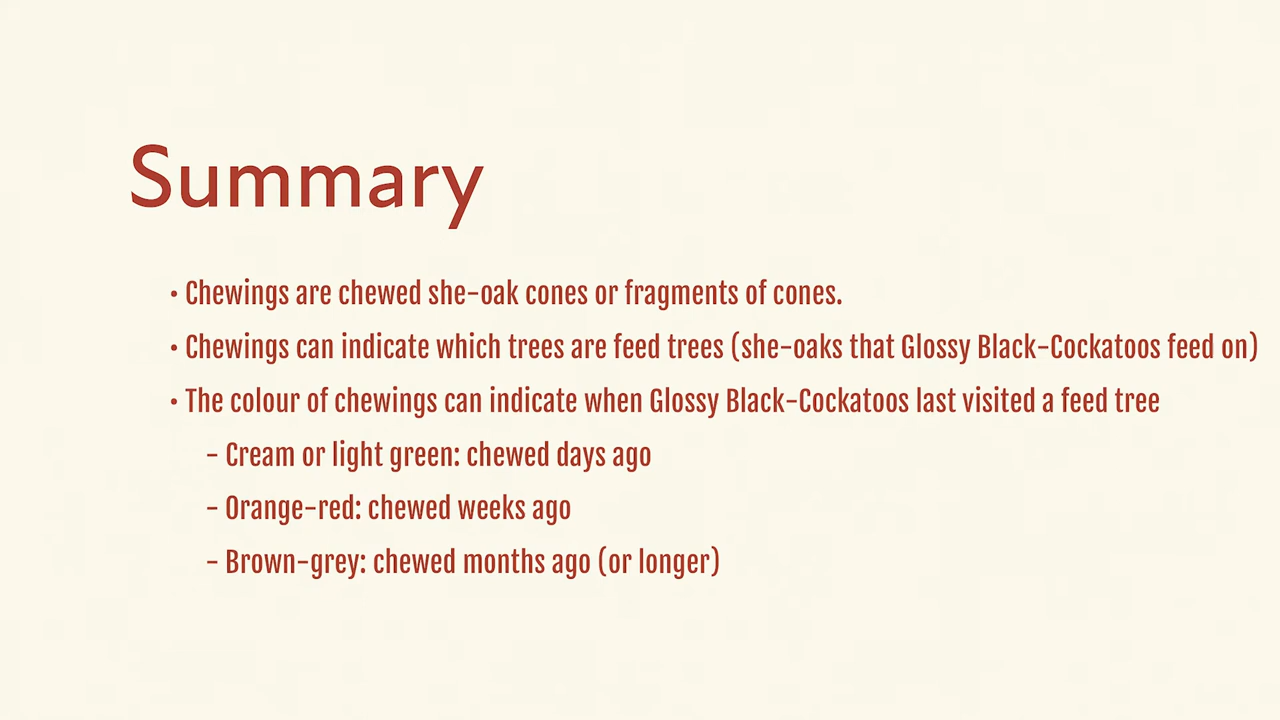 Summary
• Chewings are chewed she-oak cones or fragments of cones.
• Chewings can indicate which trees are feed trees (she-oaks that Glossy Black-Cockatoos feed on)
• The colour of chewings can indicate when Glossy Black-Cockatoos last visited a feed tree
- Cream or light green: chewed days ago
- Orange-red: chewed weeks ago
- Brown-grey: chewed months ago (or longer)